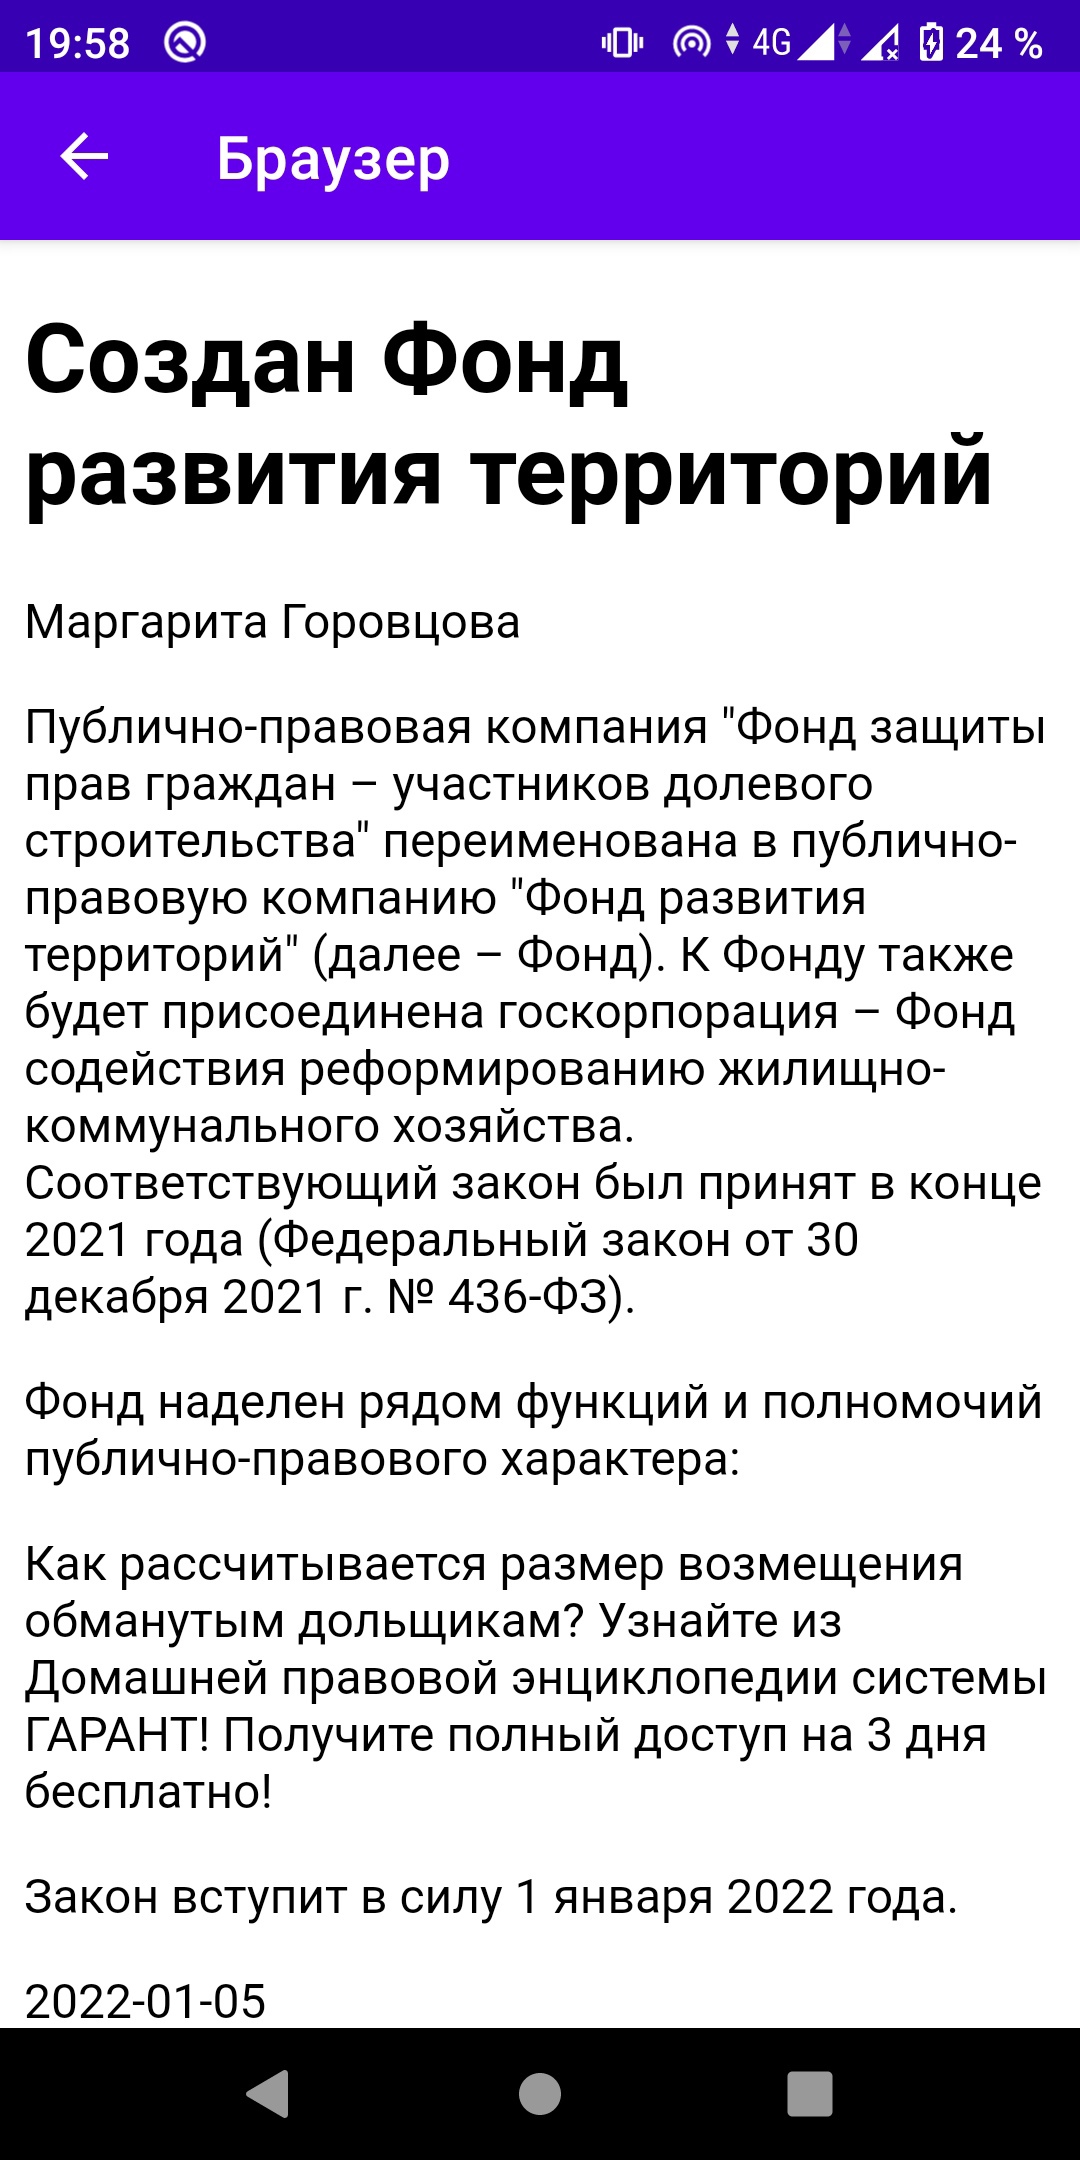 19:58
4G
24 %
Браузер
Создан Фонд
развития территорий
Маргарита Горовцова
Публично-правовая компания "Фонд защиты
прав граждан – участников долевого
строительства" переименована в публично-
правовую компанию "Фонд развития
территорий" (далее – Фонд). К Фонду также
будет присоединена госкорпорация – Фонд
содействия реформированию жилищно-
коммунального хозяйства.
Соответствующий закон был принят в конце
2021 года (Федеральный закон от 30
декабря 2021 г. № 436-ФЗ).
Фонд наделен рядом функций и полномочий
публично-правового характера:
Как рассчитывается размер возмещения
обманутым дольщикам? Узнайте из
Домашней правовой энциклопедии системы
ГАРАНТ! Получите полный доступ на 3 дня
бесплатно!
Закон вступит в силу 1 января 2022 года.
2022-01-05